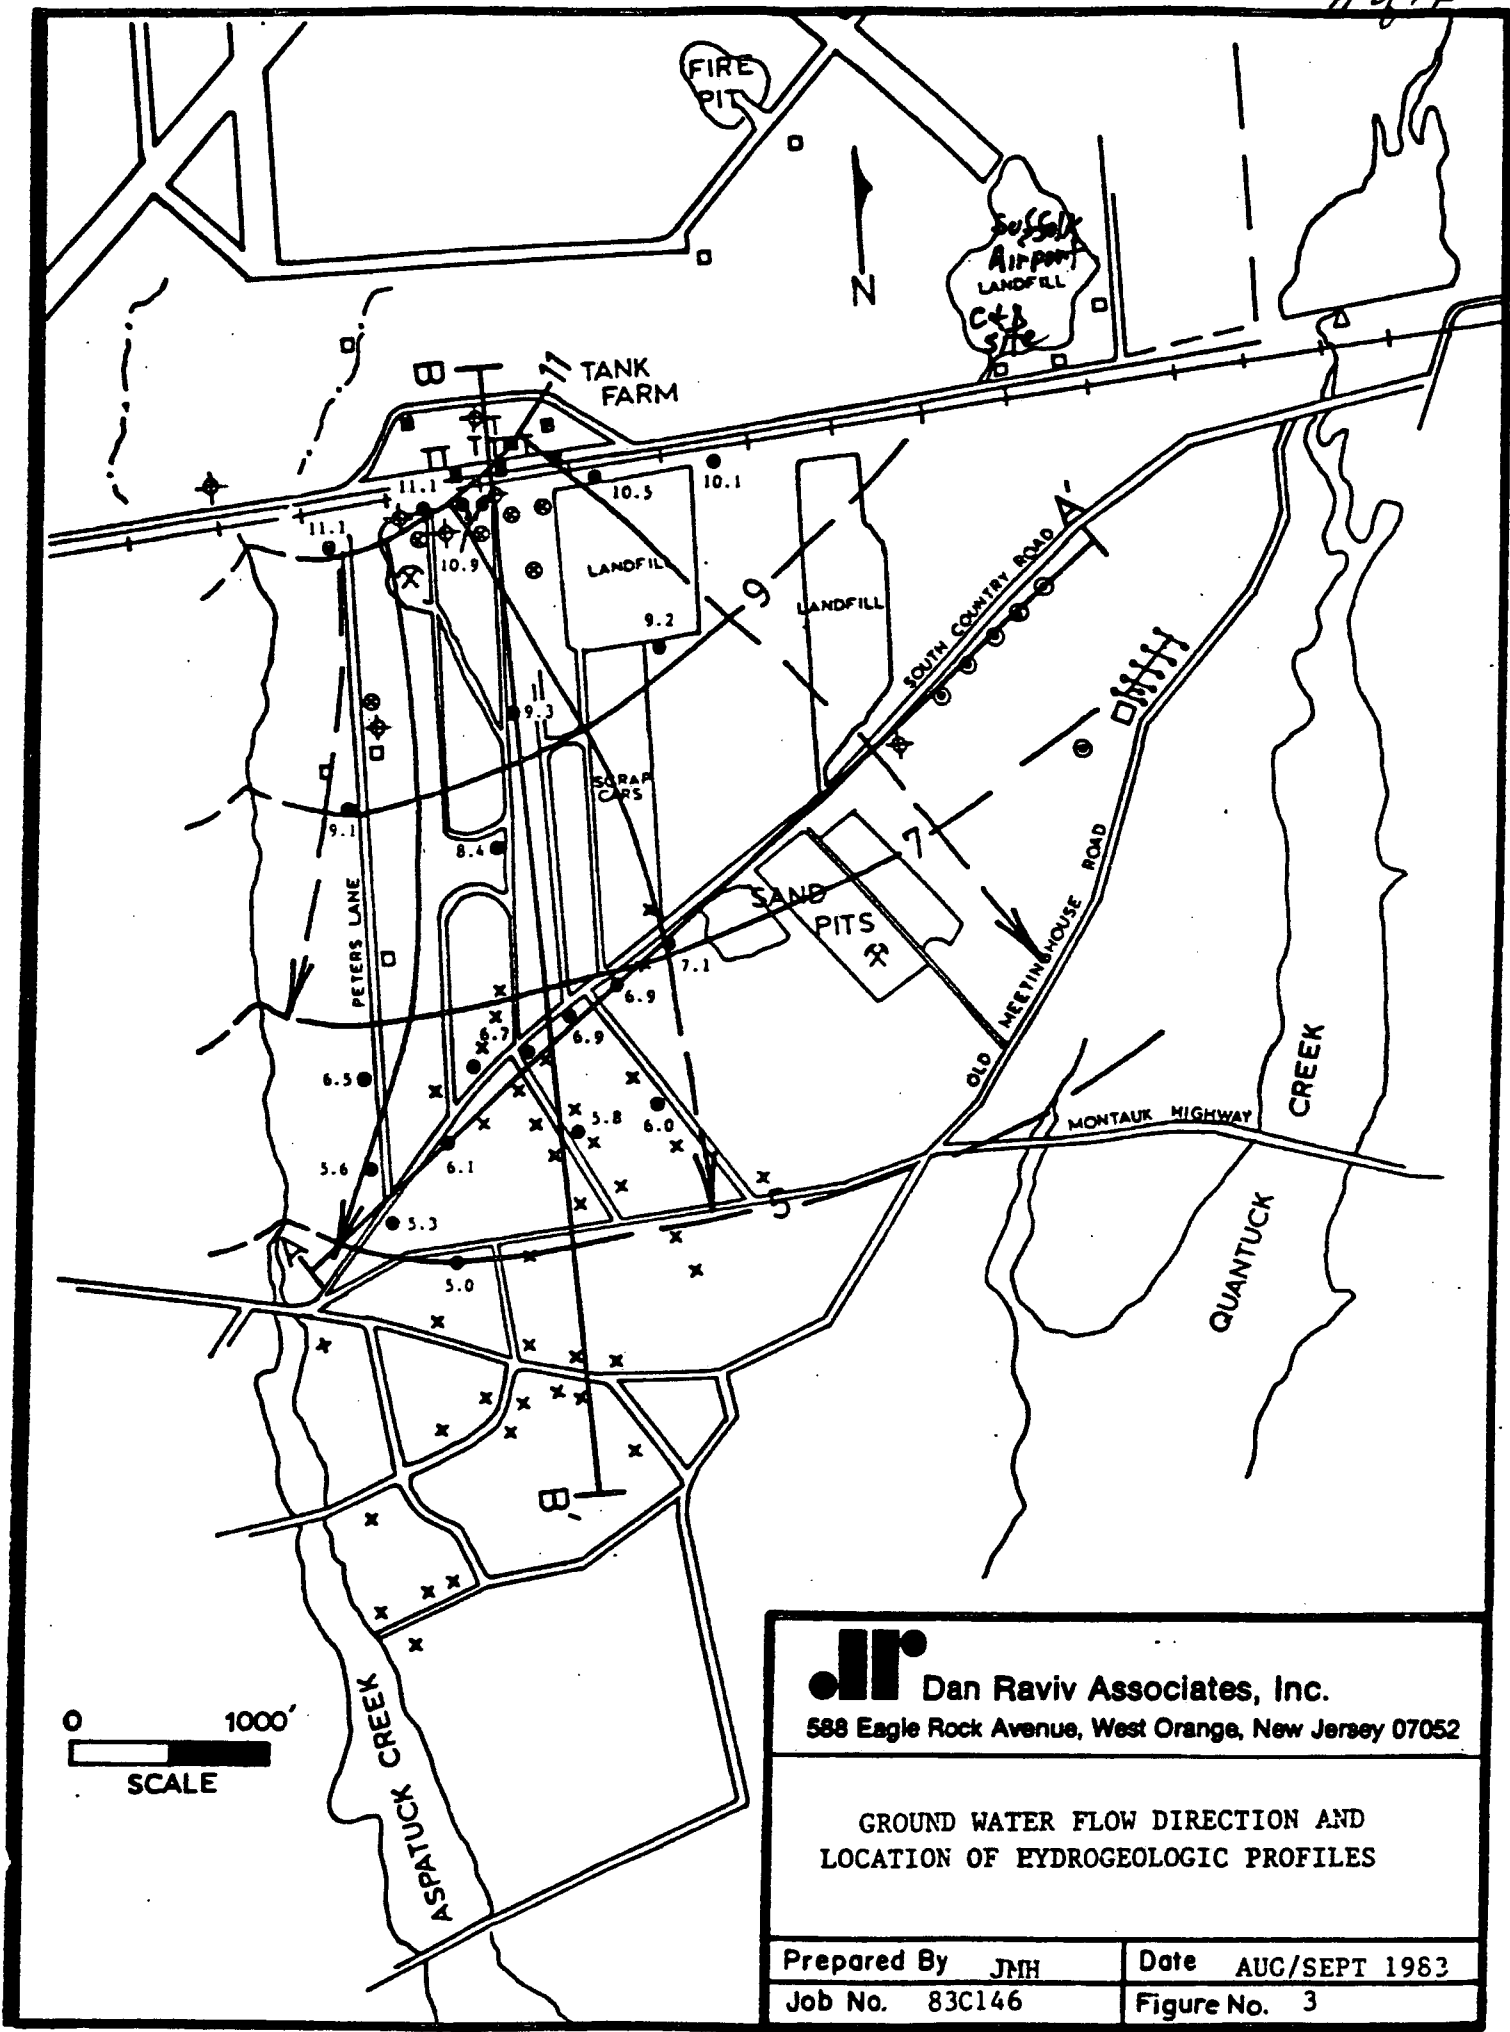 FIRE
PIT
Suffolk
Airport
LANDFILL
C+D
site
N
B
11
TANK
FARM
11.1
10.5
10.1
11.1
10.9
LANDFILL
9
LANDFILL
A'
SOUTH COUNTRY ROAD
9.2
9.3
SCRAP
CARS
9.1
8.4
7
PETERS LANE
SAND
PITS
7.1
6.9
6.9
6.7
OLD MEETINGHOUSE ROAD
6.5
5.8
6.0
MONTAUK HIGHWAY
QUANTUCK CREEK
5.6
6.1
5.3
5
A
5.0
B'
0 1000'
SCALE
ASPATUCK CREEK
Dan Raviv Associates, Inc.
588 Eagle Rock Avenue, West Orange, New Jersey 07052
GROUND WATER FLOW DIRECTION AND
LOCATION OF HYDROGEOLOGIC PROFILES
Prepared By JMH
Date AUG/SEPT 1983
Job No. 83C146
Figure No. 3